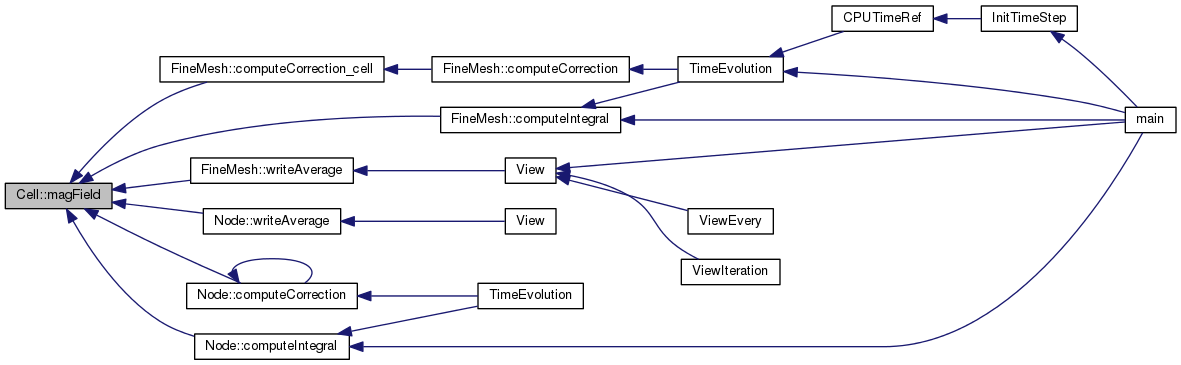 CPUTimeRef
InitTimeStep
FineMesh::computeCorrection_cell
FineMesh::computeCorrection
TimeEvolution
FineMesh::computeIntegral
main
FineMesh::writeAverage
View
Cell::magField
Node::writeAverage
View
ViewEvery
ViewIteration
Node::computeCorrection
TimeEvolution
Node::computeIntegral